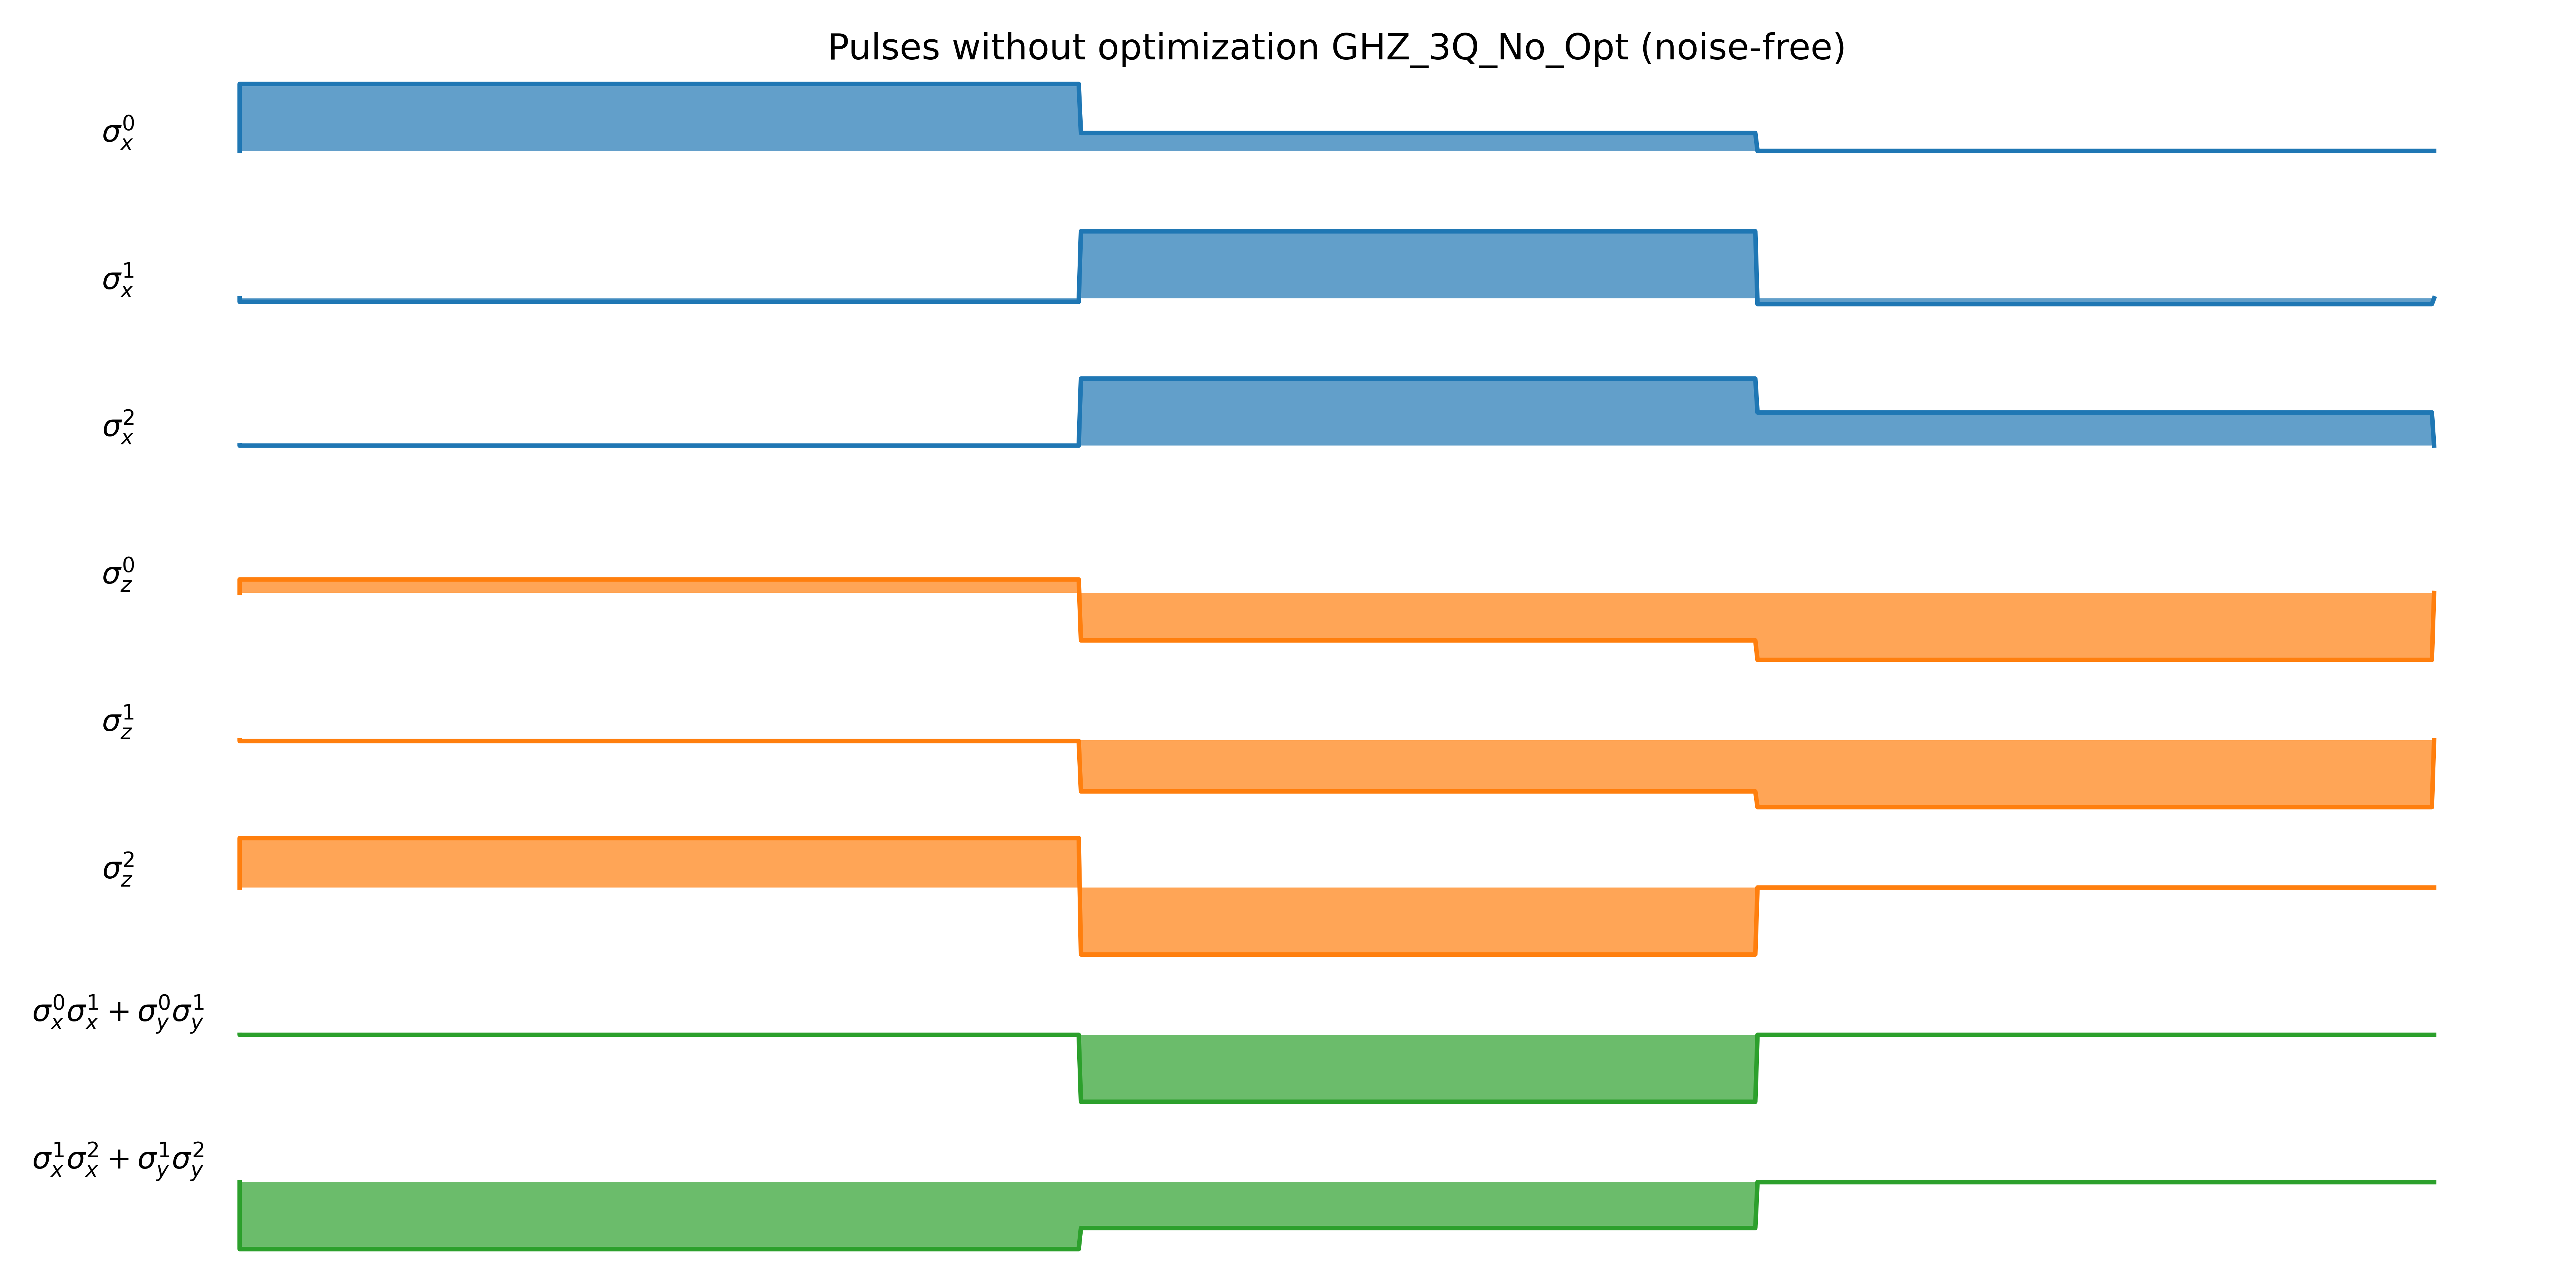 Pulses without optimization GHZ_3Q_No_Opt (noise-free)
σ_x^0
σ_x^1
σ_x^2
σ_z^0
σ_z^1
σ_z^2
σ_x^0σ_x^1 + σ_y^0σ_y^1
σ_x^1σ_x^2 + σ_y^1σ_y^2